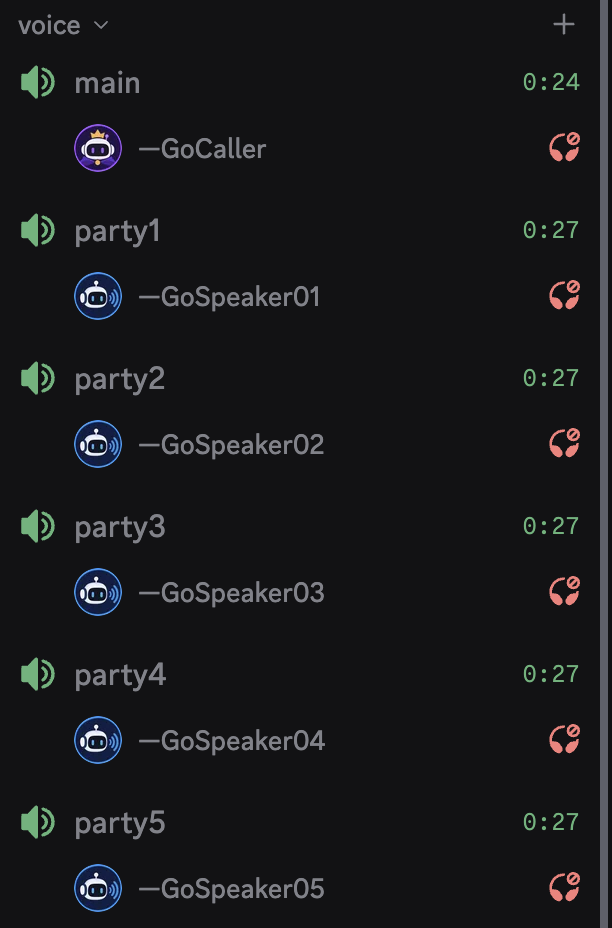 voice
main 0:24
—GoCaller
party1 0:27
—GoSpeaker01
party2 0:27
—GoSpeaker02
party3 0:27
—GoSpeaker03
party4 0:27
—GoSpeaker04
party5 0:27
—GoSpeaker05